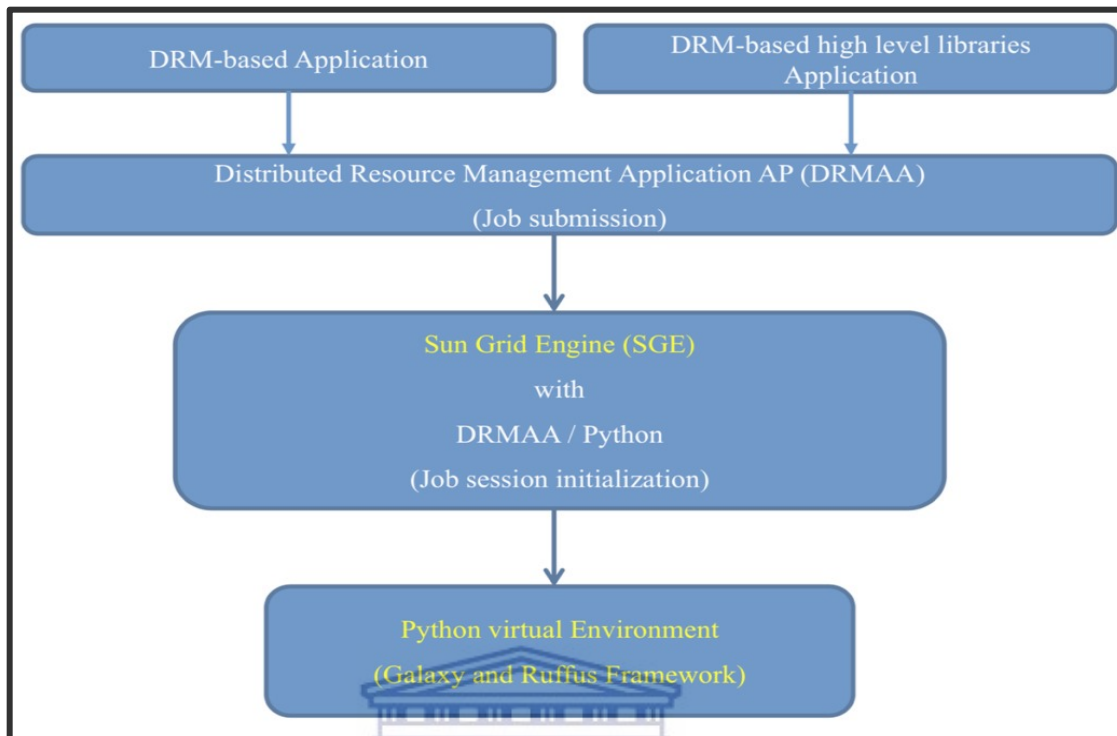 DRM-based Application
DRM-based high level libraries
Application
Distributed Resource Management Application AP (DRMAA)
(Job submission)
Sun Grid Engine (SGE)
with
DRMAA / Python
(Job session initialization)
Python virtual Environment
(Galaxy and Ruffus Framework)